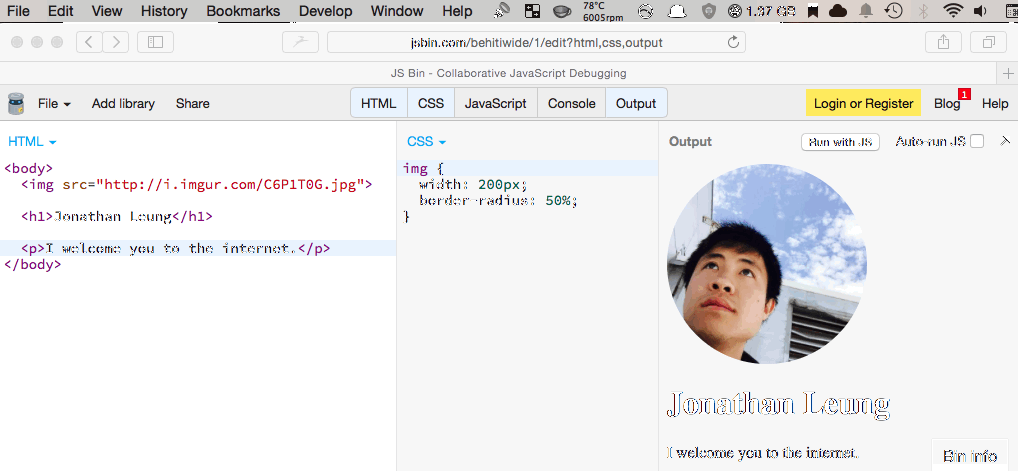 File Edit View History Bookmarks Develop Window Help 78°C 6005rpm 1.37 GB
jsbin.com/behitiwide/1/edit?html,css,output
JS Bin - Collaborative JavaScript Debugging
File Add library Share HTML CSS JavaScript Console Output Login or Register Blog 1 Help
HTML
<body>
<img src="http://i.imgur.com/C6P1T0G.jpg">
<h1>Jonathan Leung</h1>
<p>I welcome you to the internet.</p>
</body>
CSS
img {
width: 200px;
border-radius: 50%;
}
Output Run with JS Auto-run JS
Jonathan Leung
I welcome you to the internet.
Bin info